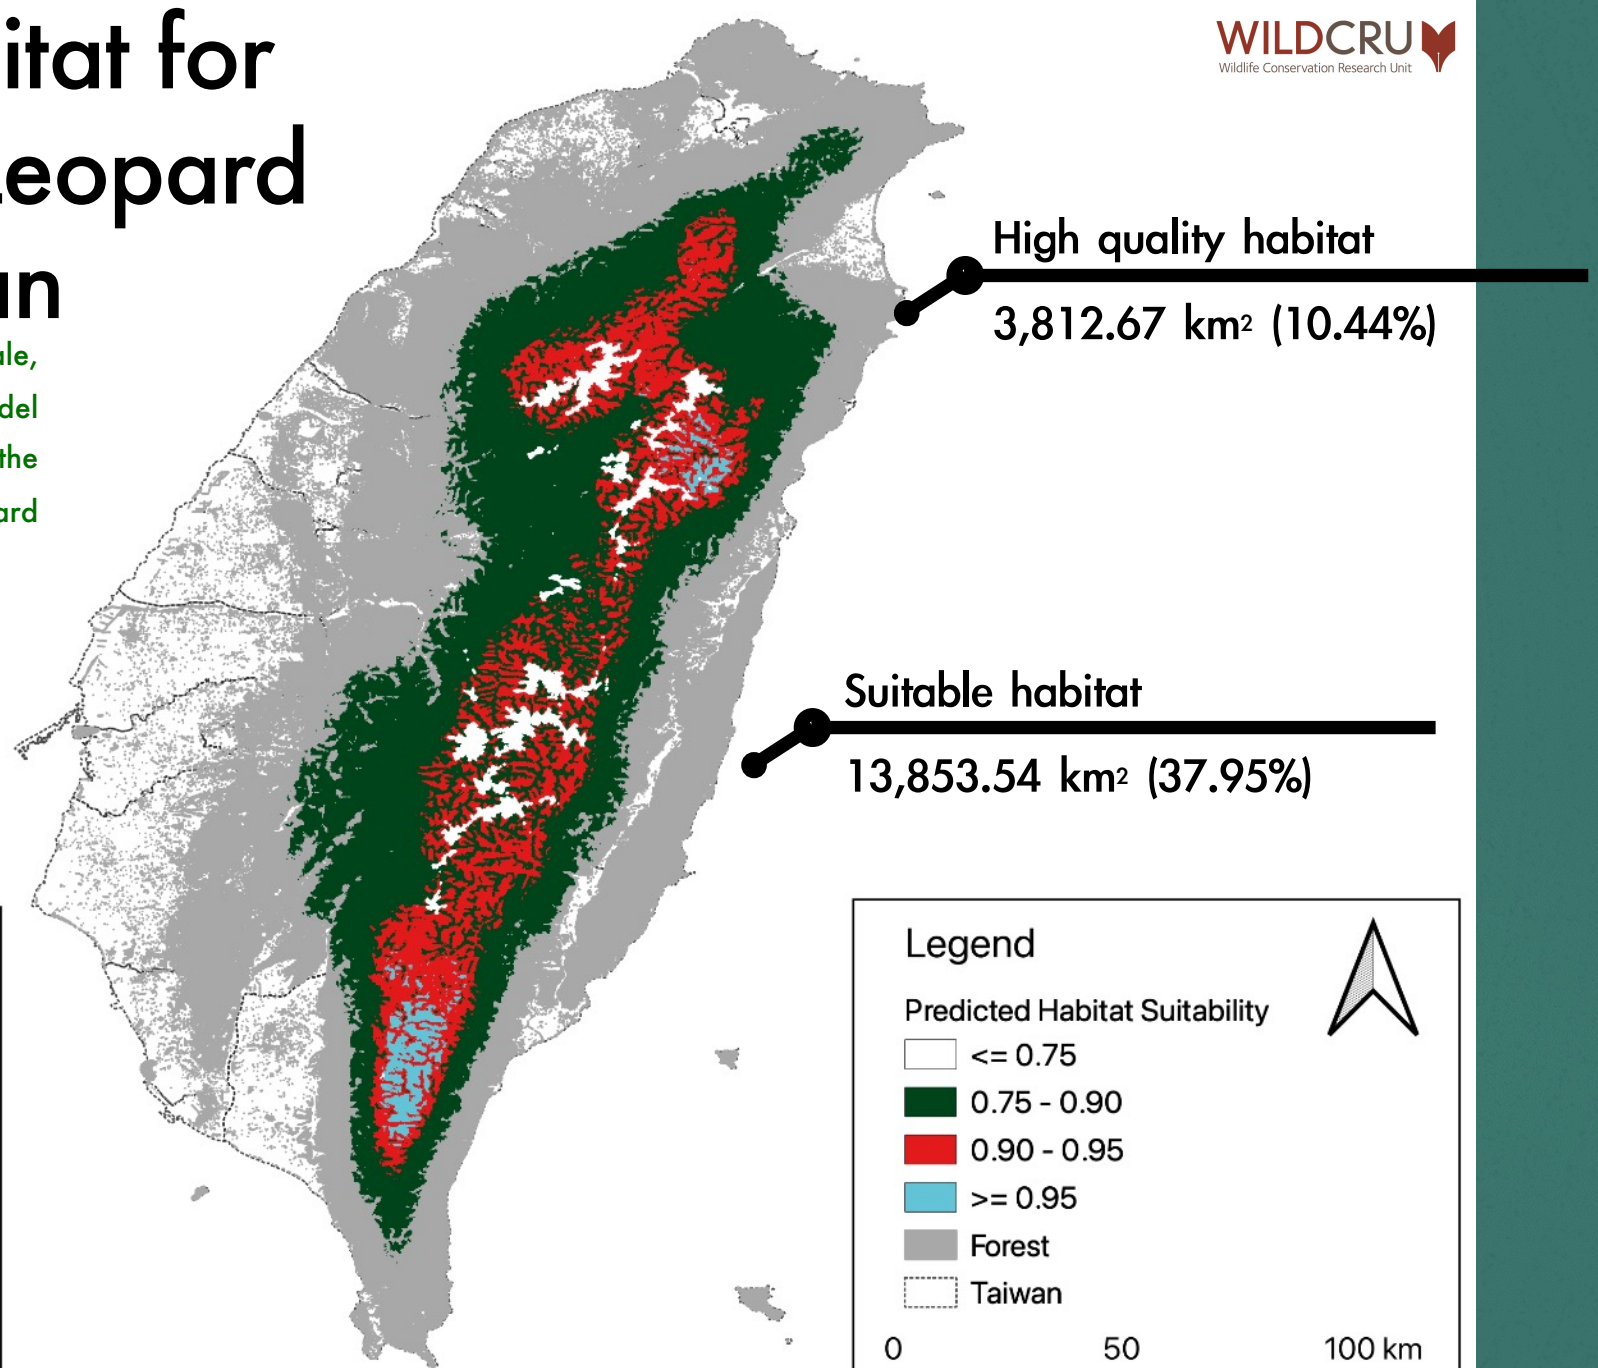 itat for
eopard
an
ale,
del
the
ard
WILDCRU
Wildlife Conservation Research Unit
High quality habitat
3,812.67 km² (10.44%)
Suitable habitat
13,853.54 km² (37.95%)
Legend
Predicted Habitat Suitability
<= 0.75
0.75 - 0.90
0.90 - 0.95
>= 0.95
Forest
Taiwan
0 50 100 km